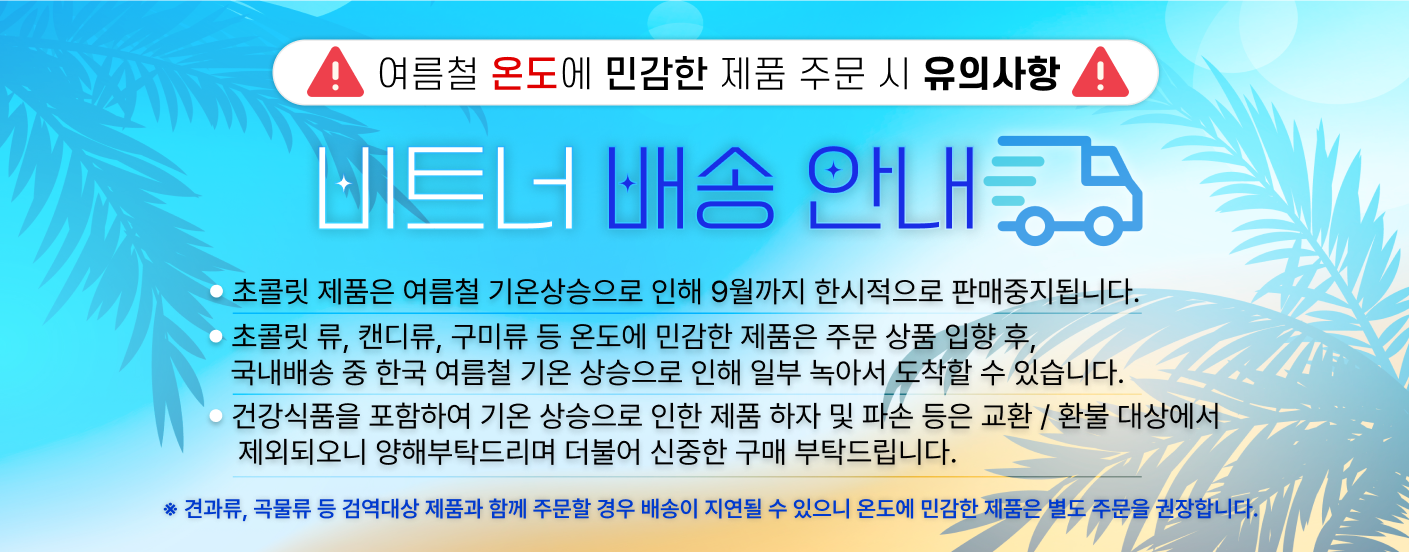 여름철 온도에 민감한 제품 주문 시 유의사항
비트너 배송 안내
초콜릿 제품은 여름철 기온상승으로 인해 9월까지 한시적으로 판매중지됩니다.
초콜릿 류, 캔디류, 구미류 등 온도에 민감한 제품은 주문 상품 입향 후,
국내배송 중 한국 여름철 기온 상승으로 인해 일부 녹아서 도착할 수 있습니다.
건강식품을 포함하여 기온 상승으로 인한 제품 하자 및 파손 등은 교환 / 환불 대상에서
제외되오니 양해부탁드리며 더불어 신중한 구매 부탁드립니다.
※ 견과류, 곡물류 등 검역대상 제품과 함께 주문할 경우 배송이 지연될 수 있으니 온도에 민감한 제품은 별도 주문을 권장합니다.